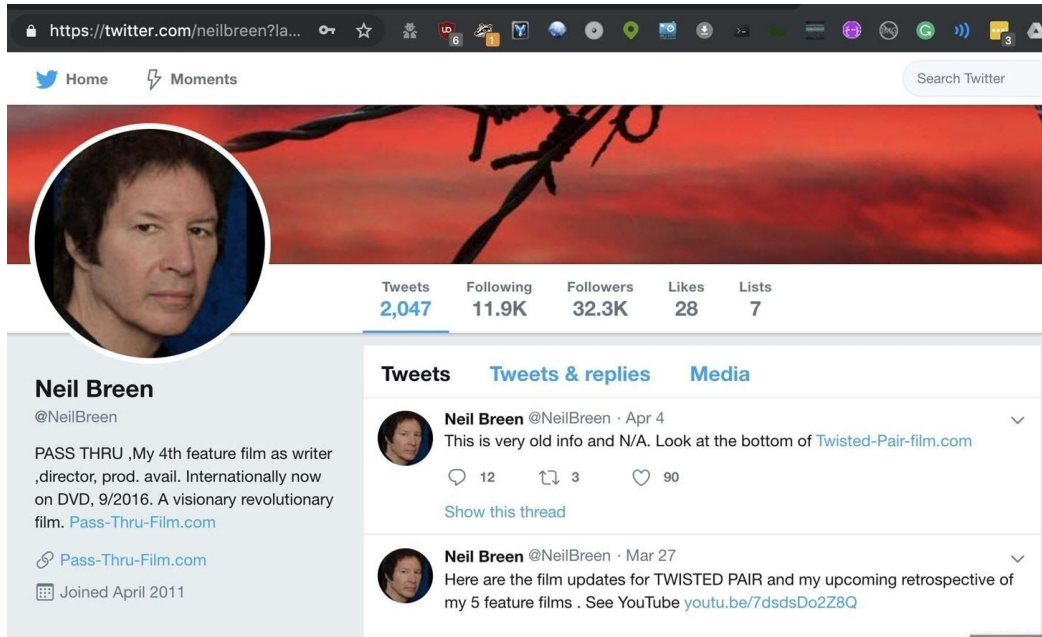 https://twitter.com/neilbreen?la...
6
1
3
Home
Moments
Search Twitter
Tweets
2,047
Following
11.9K
Followers
32.3K
Likes
28
Lists
7
Neil Breen
@NeilBreen
PASS THRU ,My 4th feature film as writer
,director, prod. avail. Internationally now
on DVD, 9/2016. A visionary revolutionary
film. Pass-Thru-Film.com
Pass-Thru-Film.com
Joined April 2011
Tweets Tweets & replies Media
Neil Breen @NeilBreen · Apr 4
This is very old info and N/A. Look at the bottom of Twisted-Pair-film.com
12 3 90
Show this thread
Neil Breen @NeilBreen · Mar 27
Here are the film updates for TWISTED PAIR and my upcoming retrospective of
my 5 feature films . See YouTube youtu.be/7dsdsDo2Z8Q